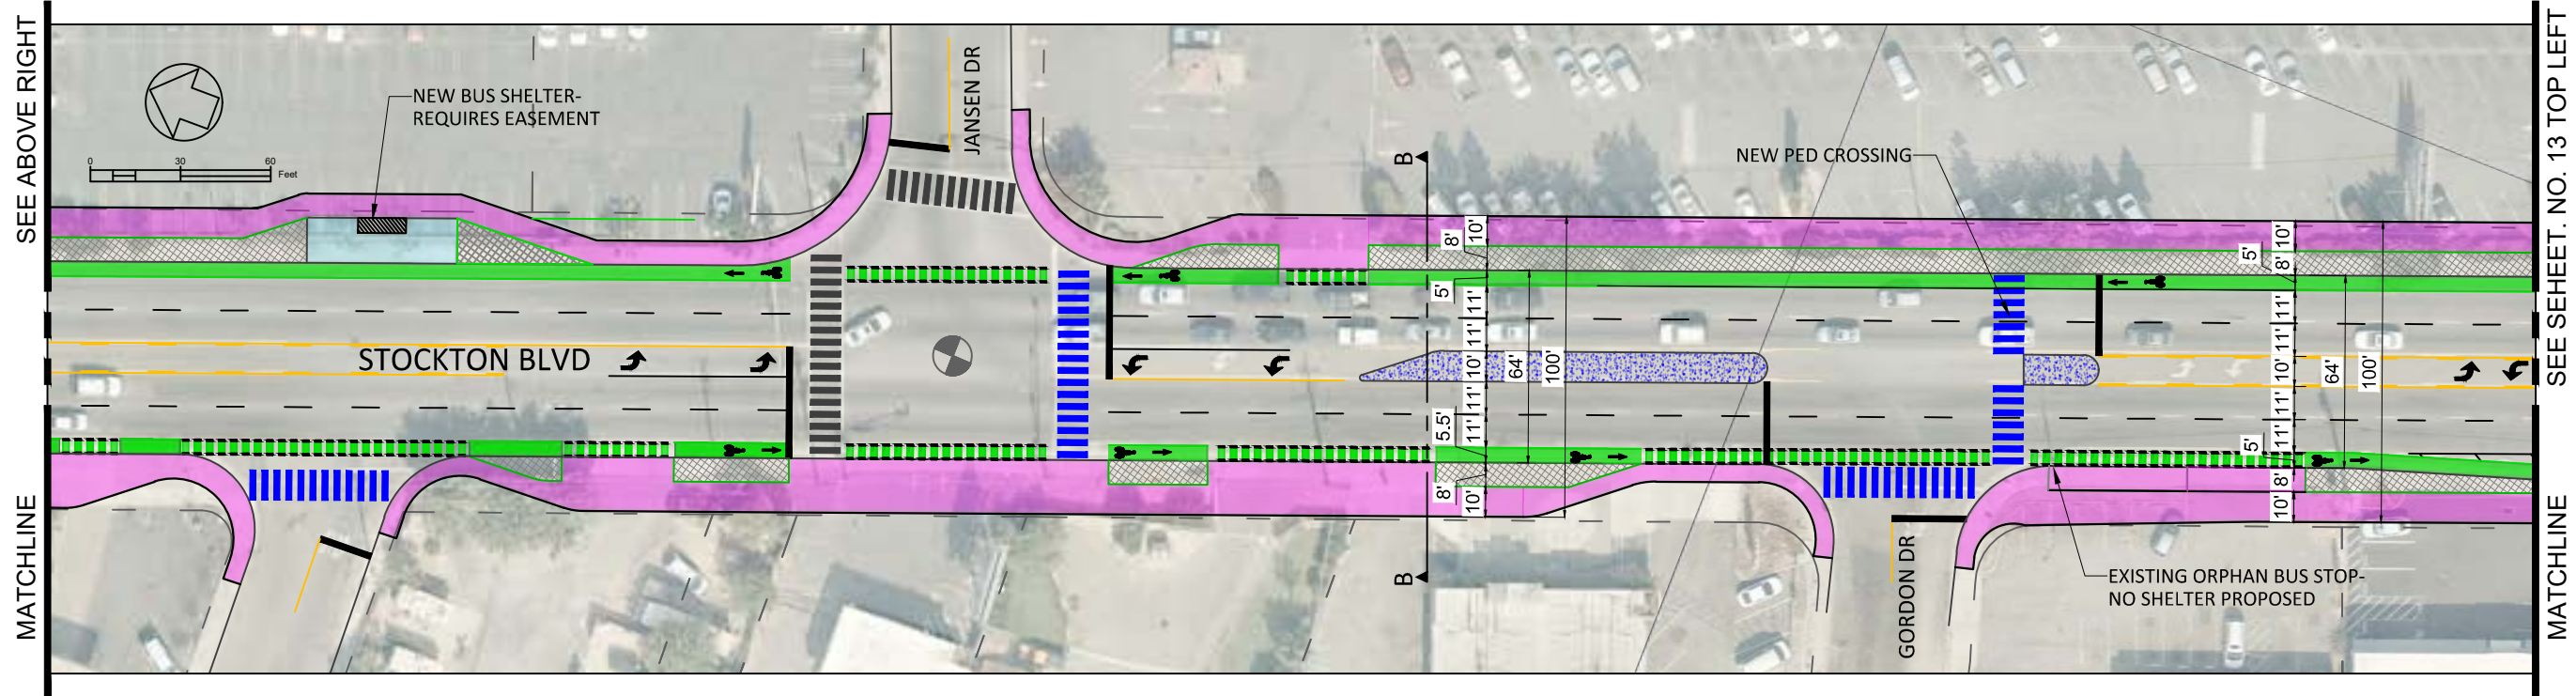 SEE ABOVE RIGHT
MATCHLINE
0 30 60 Feet
NEW BUS SHELTER-
REQUIRES EASEMENT
STOCKTON BLVD
JANSEN DR
B
B
8'
10'
5'
11'
11'
10'
11'
11'
5.5'
8'
10'
64'
100'
NEW PED CROSSING
GORDON DR
10'
8'
5'
11'
11'
10'
11'
11'
5'
8'
10'
64'
100'
EXISTING ORPHAN BUS STOP-
NO SHELTER PROPOSED
SEE SEHEET. NO. 13 TOP LEFT
MATCHLINE